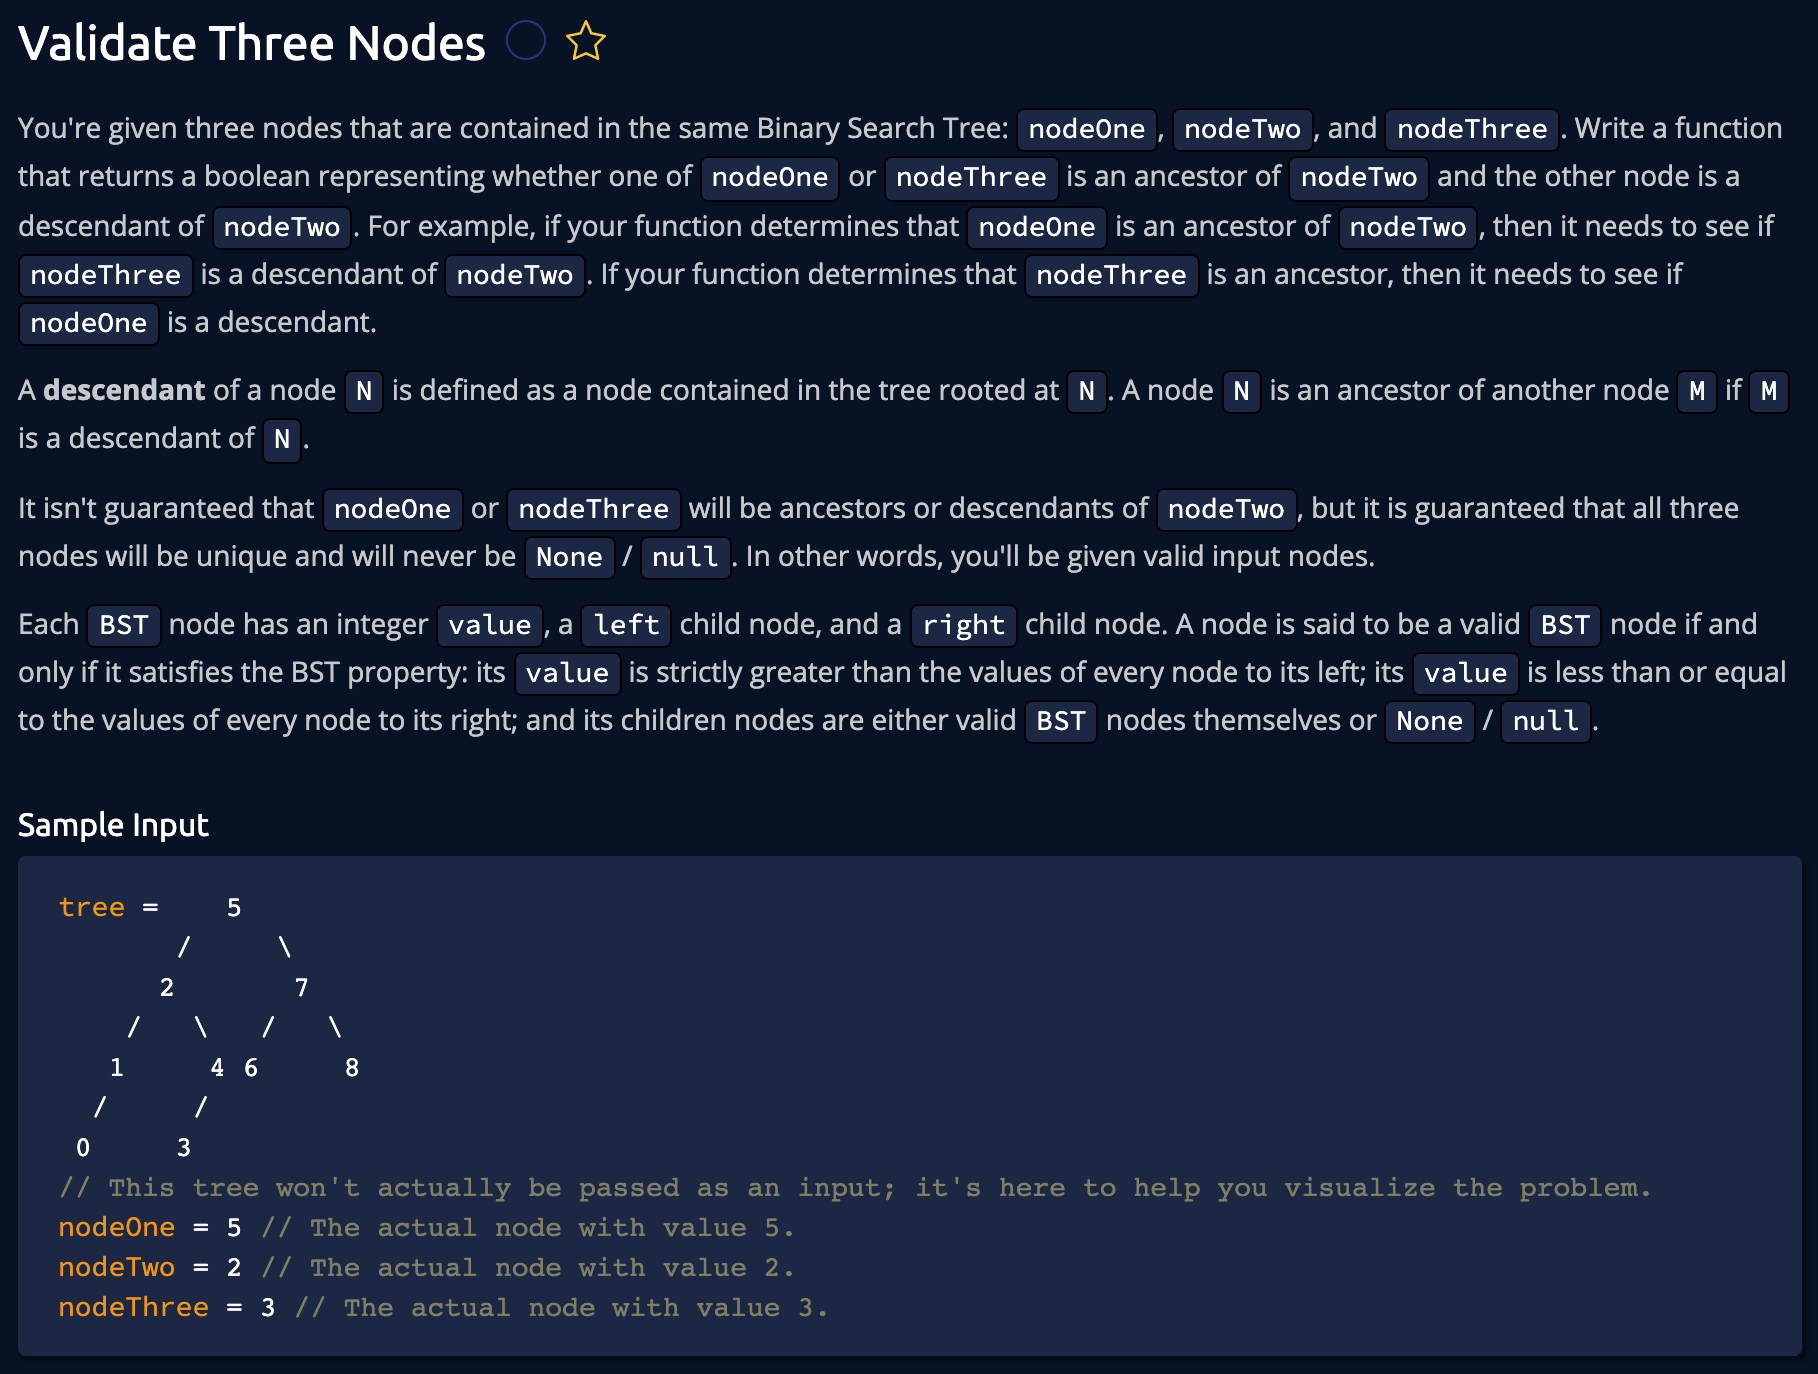 Validate Three Nodes
You're given three nodes that are contained in the same Binary Search Tree: nodeOne , nodeTwo , and nodeThree . Write a function
that returns a boolean representing whether one of nodeOne or nodeThree is an ancestor of nodeTwo and the other node is a
descendant of nodeTwo . For example, if your function determines that nodeOne is an ancestor of nodeTwo , then it needs to see if
nodeThree is a descendant of nodeTwo . If your function determines that nodeThree is an ancestor, then it needs to see if
nodeOne is a descendant.
A descendant of a node N is defined as a node contained in the tree rooted at N . A node N is an ancestor of another node M if M
is a descendant of N .
It isn't guaranteed that nodeOne or nodeThree will be ancestors or descendants of nodeTwo , but it is guaranteed that all three
nodes will be unique and will never be None / null . In other words, you'll be given valid input nodes.
Each BST node has an integer value , a left child node, and a right child node. A node is said to be a valid BST node if and
only if it satisfies the BST property: its value is strictly greater than the values of every node to its left; its value is less than or equal
to the values of every node to its right; and its children nodes are either valid BST nodes themselves or None / null .
Sample Input
tree =    5
       /     \
      2       7
    /   \   /   \
   1     4 6     8
  /     /
 0     3
// This tree won't actually be passed as an input; it's here to help you visualize the problem.
nodeOne = 5 // The actual node with value 5.
nodeTwo = 2 // The actual node with value 2.
nodeThree = 3 // The actual node with value 3.